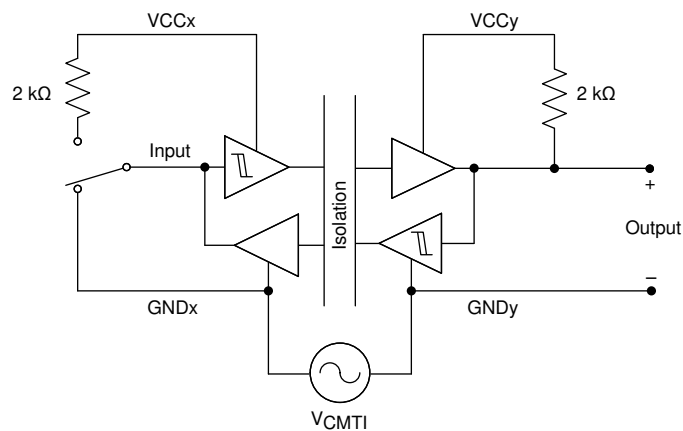 VCCx
VCCy
2 kΩ
2 kΩ
Input
Isolation
+
Output
−
GNDx
GNDy
VCMTI